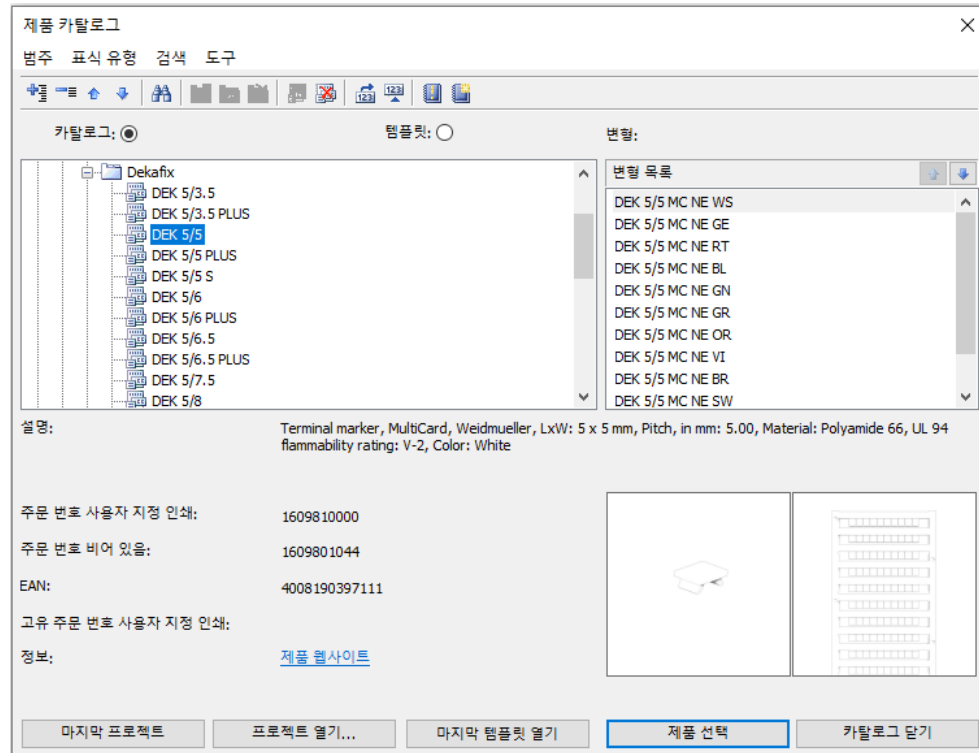 제품 카탈로그
범주 표식 유형 검색 도구
카탈로그: 템플릿: 변형:
Dekafix
DEK 5/3.5
DEK 5/3.5 PLUS
DEK 5/5
DEK 5/5 PLUS
DEK 5/5 S
DEK 5/6
DEK 5/6 PLUS
DEK 5/6.5
DEK 5/6.5 PLUS
DEK 5/7.5
DEK 5/8
변형 목록
DEK 5/5 MC NE WS
DEK 5/5 MC NE GE
DEK 5/5 MC NE RT
DEK 5/5 MC NE BL
DEK 5/5 MC NE GN
DEK 5/5 MC NE GR
DEK 5/5 MC NE OR
DEK 5/5 MC NE VI
DEK 5/5 MC NE BR
DEK 5/5 MC NE SW
설명: Terminal marker, MultiCard, Weidmueller, LxW: 5 x 5 mm, Pitch, in mm: 5.00, Material: Polyamide 66, UL 94
flammability rating: V-2, Color: White
주문 번호 사용자 지정 인쇄: 1609810000
주문 번호 비어 있음: 1609801044
EAN: 4008190397111
고유 주문 번호 사용자 지정 인쇄:
정보: 제품 웹사이트
마지막 프로젝트 프로젝트 열기... 마지막 템플릿 열기 제품 선택 카탈로그 닫기